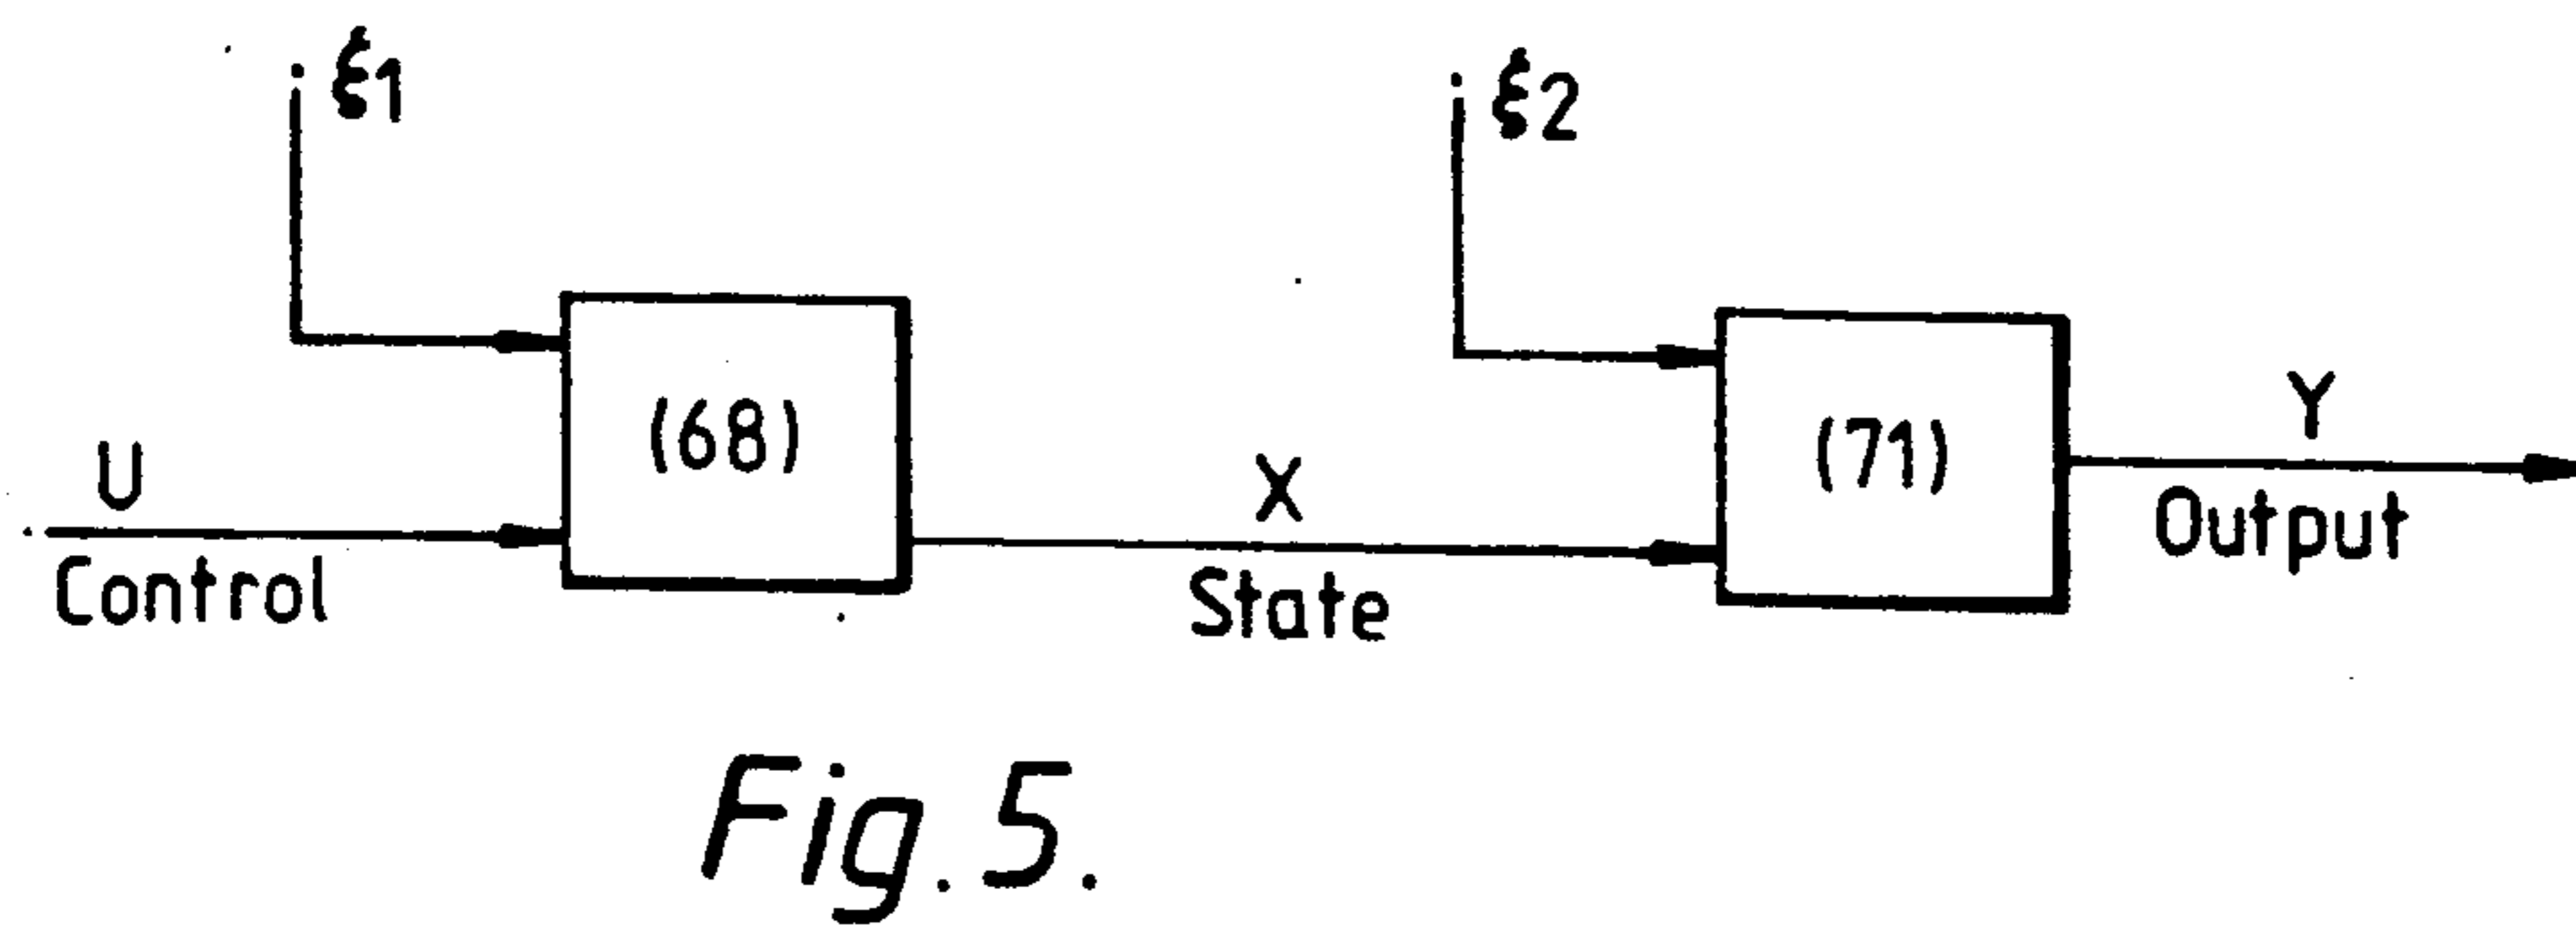 ξ1
ξ2
(68)
(71)
U
Control
X
State
Y
Output
Fig. 5.